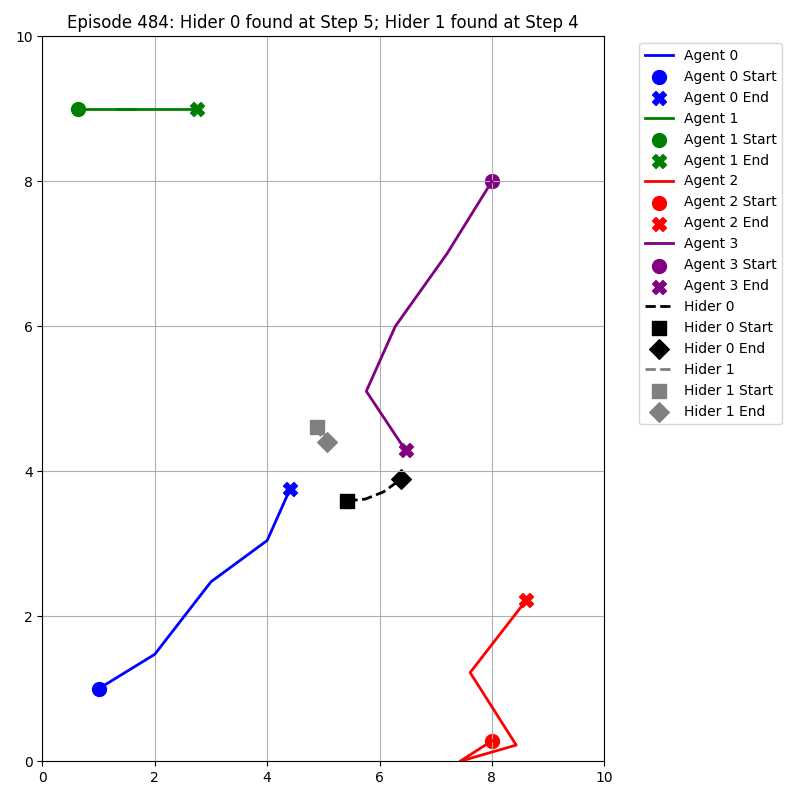 Episode 484: Hider 0 found at Step 5; Hider 1 found at Step 4
10
8
6
4
2
0
0 2 4 6 8 10
Agent 0
Agent 0 Start
Agent 0 End
Agent 1
Agent 1 Start
Agent 1 End
Agent 2
Agent 2 Start
Agent 2 End
Agent 3
Agent 3 Start
Agent 3 End
Hider 0
Hider 0 Start
Hider 0 End
Hider 1
Hider 1 Start
Hider 1 End